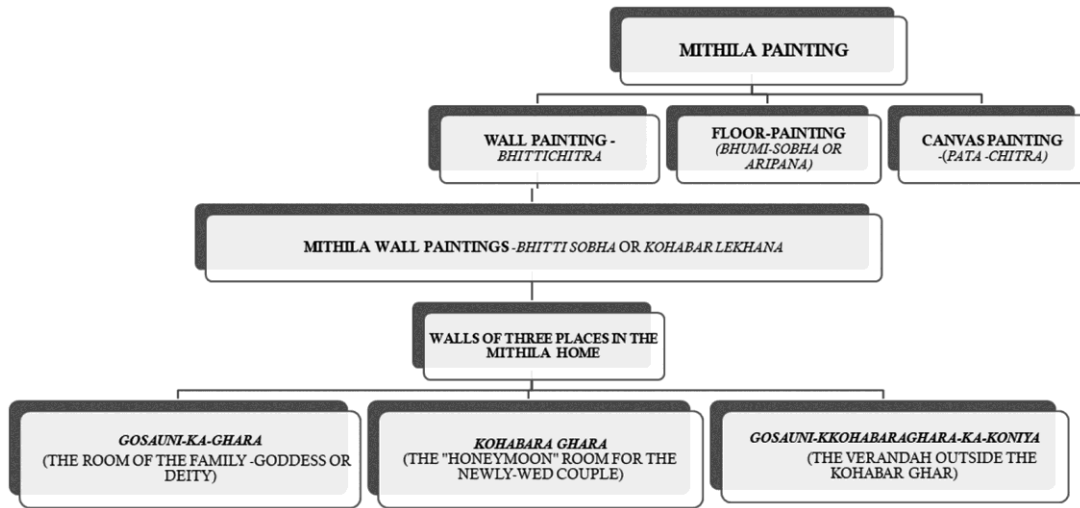 MITHILA PAINTING
WALL PAINTING -
BHITTICHITRA
FLOOR-PAINTING
(BHUMI-SOBHA OR
ARIPANA)
CANVAS PAINTING
-(PATA -CHITRA)
MITHILA WALL PAINTINGS -BHITTI SOBHA OR KOHABAR LEKHANA
WALLS OF THREE PLACES IN THE
MITHILA HOME
GOSAUNI-KA-GHARA
(THE ROOM OF THE FAMILY -GODDESS OR
DEITY)
KOHABARA GHARA
(THE "HONEYMOON" ROOM FOR THE
NEWLY-WED COUPLE)
GOSAUNI-KKOHABARAGHARA-KA-KONIYA
(THE VERANDAH OUTSIDE THE
KOHABAR GHAR)